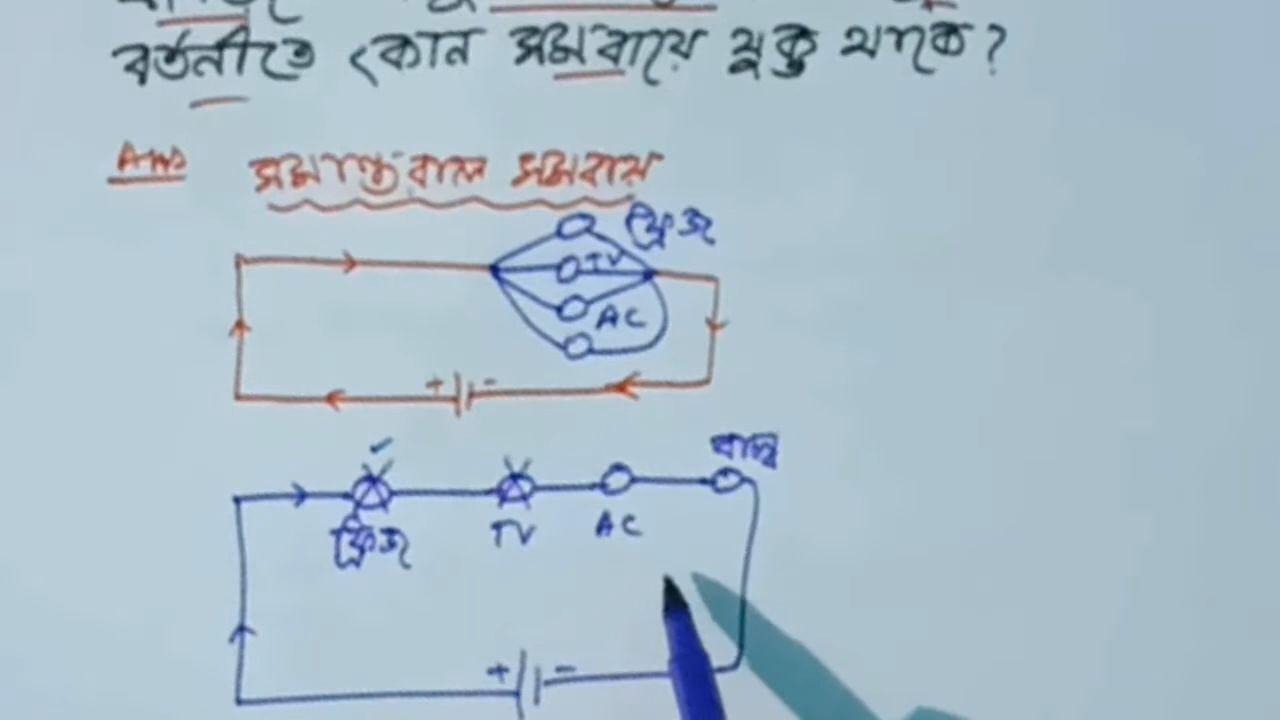 বর্তনীতে কোন সমবায়ে যুক্ত থাকে?
Ans সমান্তরাল সমবায়
ফ্রিজ
TV
AC
+ -
বাল্ব
ফ্রিজ TV AC
+ -